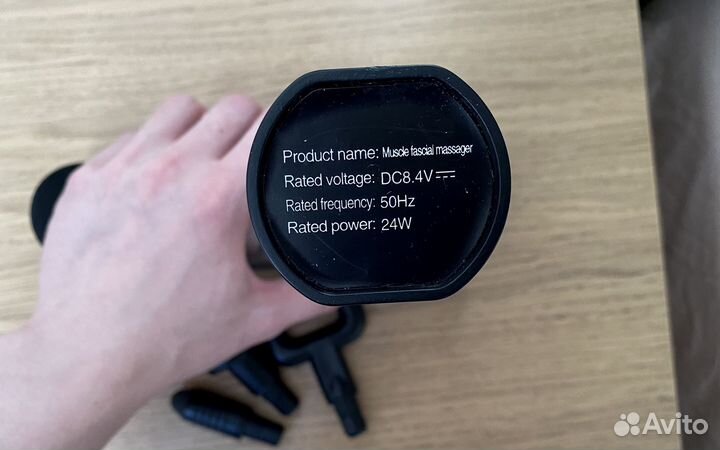 Product name: Muscle fascial massager
Rated voltage: DC8.4V⎓
Rated frequency: 50Hz
Rated power: 24W
Avito